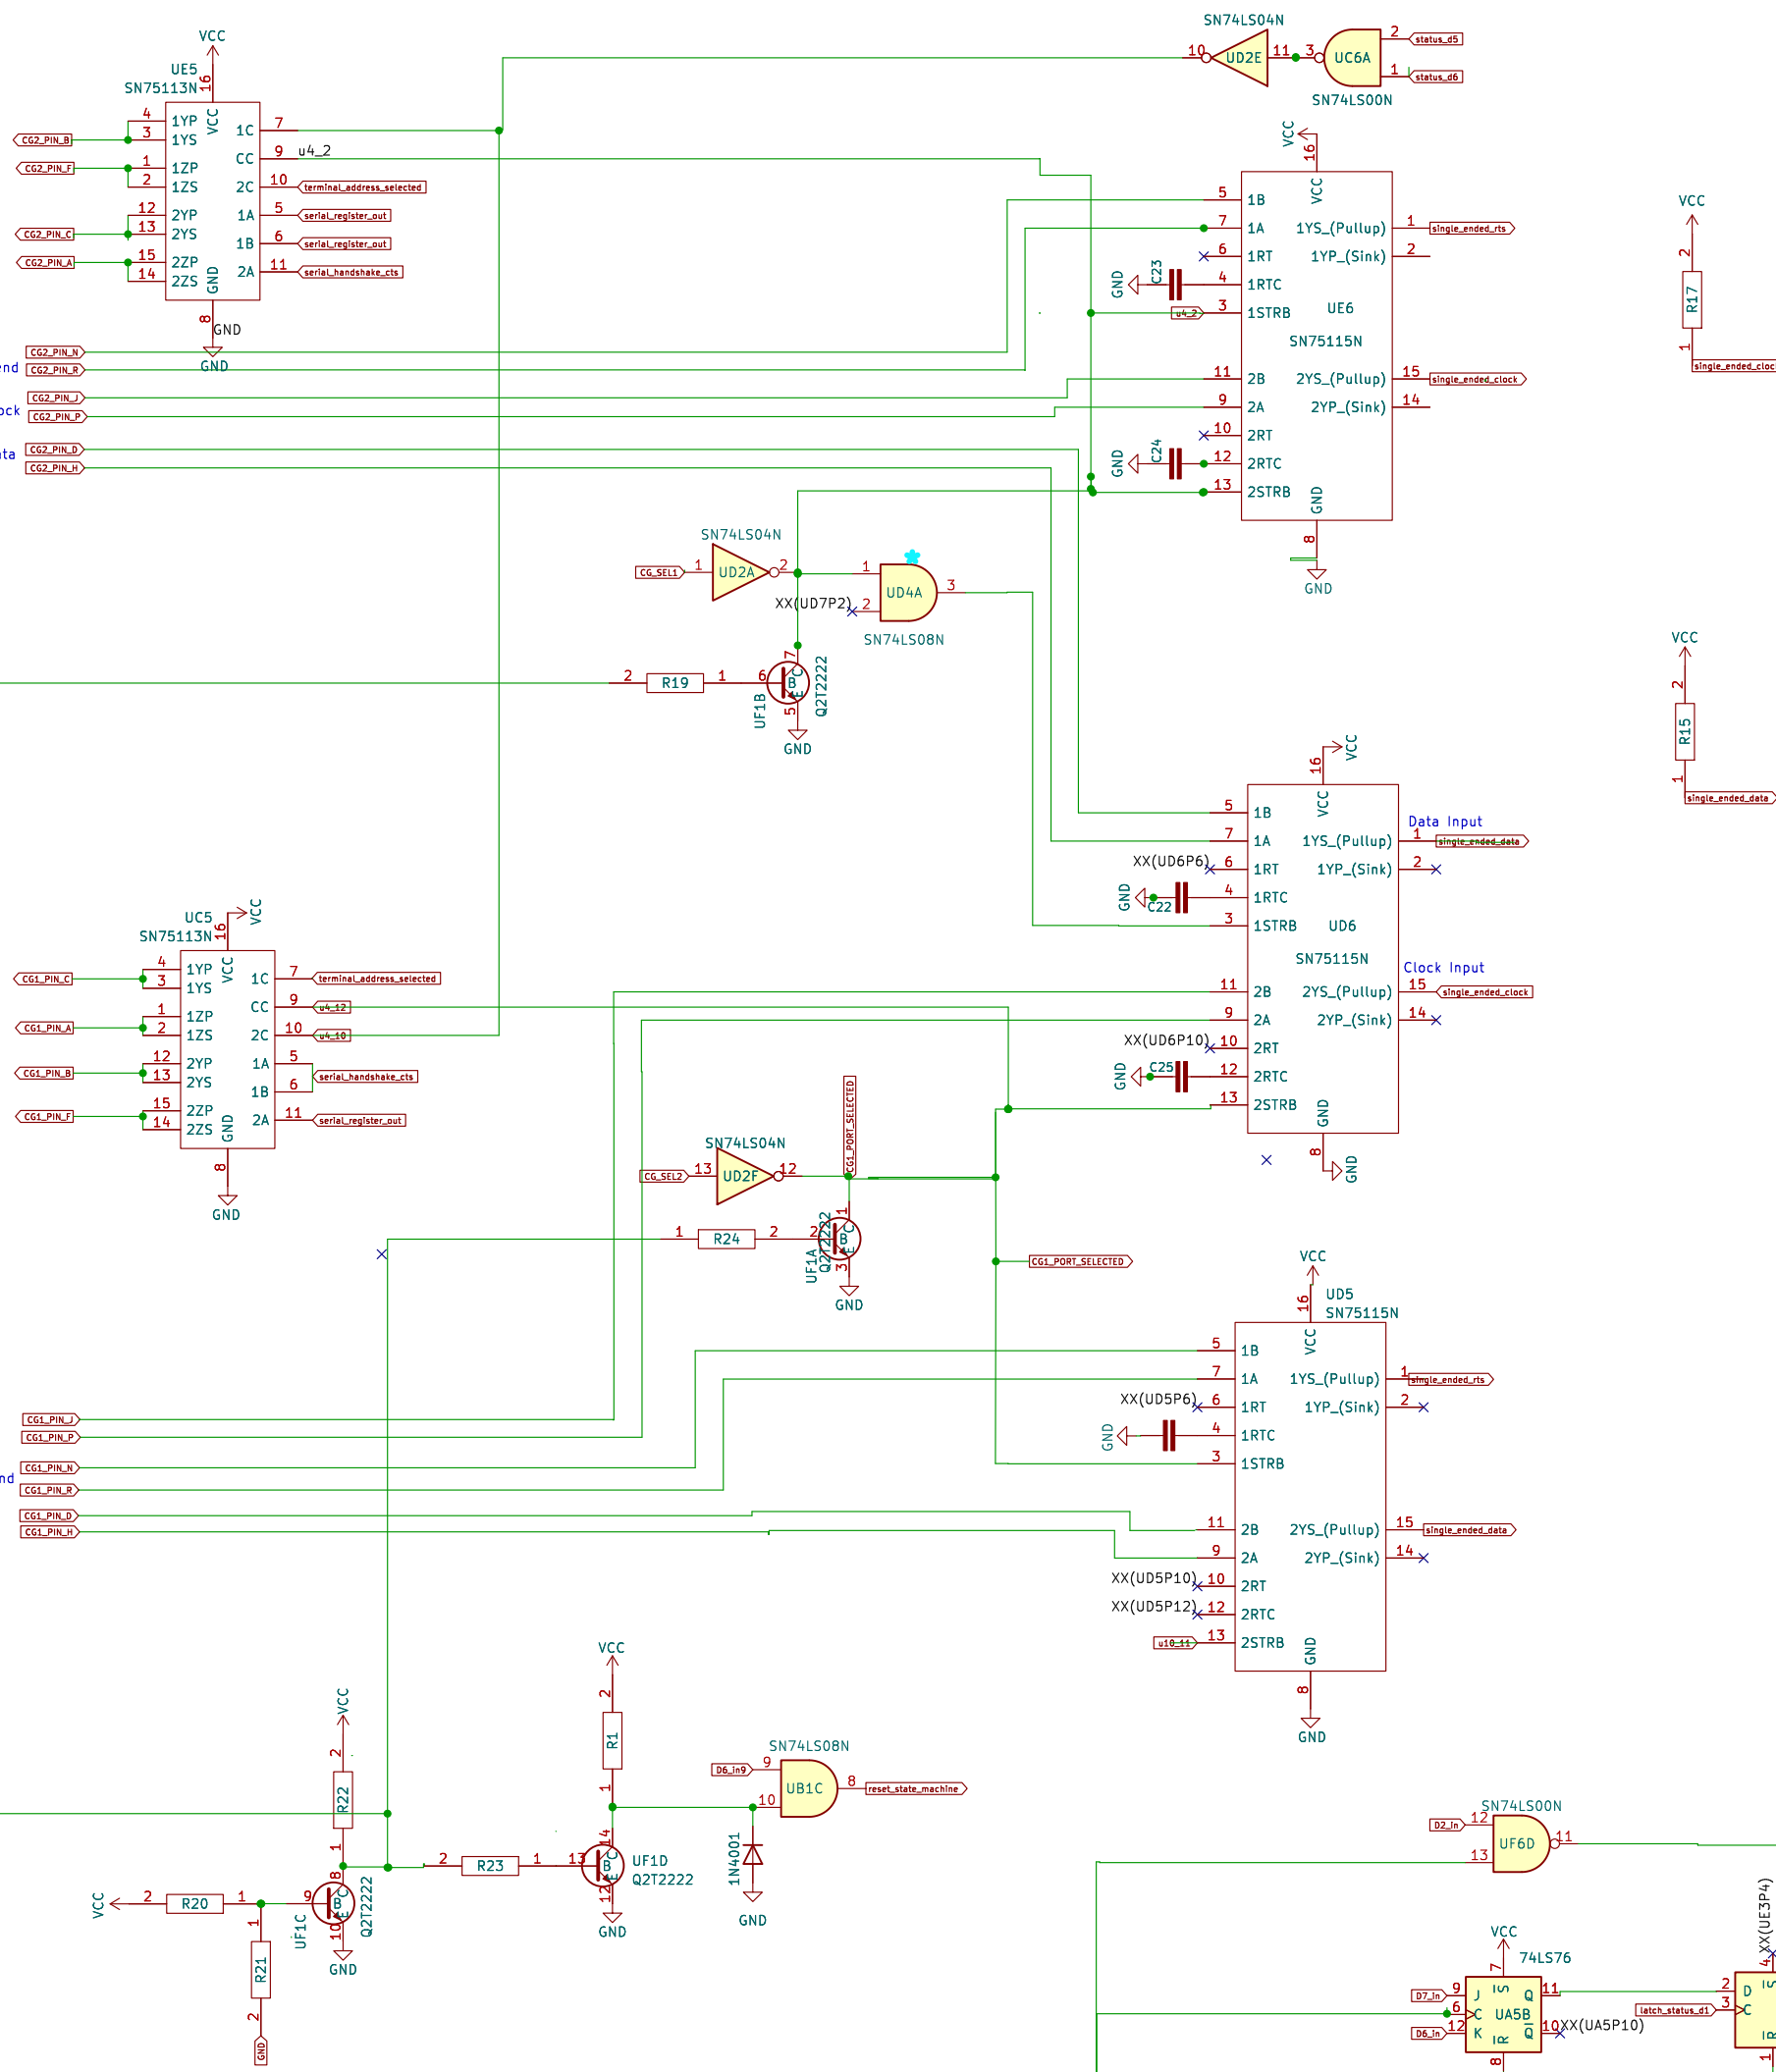 SN74LS04N
10 UD2E 11
3 UC6A
2 status_d5
1 status_d6
SN74LS00N
VCC
UE5
SN75113N
16
VCC
4 1YP
3 1YS
1 1ZP
2 1ZS
12 2YP
13 2YS
15 2ZP
14 2ZS
1C 7
CC 9 u4_2
2C 10 terminal_address_selected
1A 5 serial_register_out
1B 6 serial_register_out
2A 11 serial_handshake_cts
GND
8
GND
GND
CG2_PIN_B
CG2_PIN_F
CG2_PIN_C
CG2_PIN_A
CG2_PIN_N
CG2_PIN_R
end
CG2_PIN_J
ock
CG2_PIN_P
CG2_PIN_D
ata
CG2_PIN_H
VCC
16
VCC
5 1B
7 1A
6 1RT
4 1RTC
3 1STRB
u4_2
11 2B
9 2A
10 2RT
12 2RTC
13 2STRB
1YS_(Pullup) 1 single_ended_rts
1YP_(Sink) 2
UE6
SN75115N
2YS_(Pullup) 15 single_ended_clock
2YP_(Sink) 14
GND
8
GND
GND
C23
GND
C24
VCC
2
R17
1
single_ended_clock
SN74LS04N
CG_SEL1
1 UD2A 2
1
XX(UD7P2) 2
UD4A 3
SN74LS08N
2 R19 1
6 B
7
C
E
5
UF1B
Q2T2222
GND
VCC
2
R15
1
single_ended_data
VCC
16
VCC
5 1B
7 1A
XX(UD6P6) 6 1RT
4 1RTC
3 1STRB
11 2B
9 2A
XX(UD6P10) 10 2RT
12 2RTC
13 2STRB
Data Input
1YS_(Pullup) 1 single_ended_data
1YP_(Sink) 2
UD6
SN75115N
Clock Input
2YS_(Pullup) 15 single_ended_clock
2YP_(Sink) 14
GND
8
GND
GND
C22
GND
C25
UC5
SN75113N
VCC
16
VCC
4 1YP
3 1YS
1 1ZP
2 1ZS
12 2YP
13 2YS
15 2ZP
14 2ZS
1C 7 terminal_address_selected
CC 9 u4_12
2C 10 u4_10
1A 5
serial_handshake_cts
1B 6
2A 11 serial_register_out
GND
8
GND
CG1_PIN_C
CG1_PIN_A
CG1_PIN_B
CG1_PIN_F
CG1_PORT_SELECTED
SN74LS04N
CG_SEL2
13 UD2F 12
1 R24 2
2 B
1
C
E
3
UF1A
Q2T2222
GND
CG1_PORT_SELECTED
VCC
UD5
SN75115N
16
VCC
5 1B
7 1A
XX(UD5P6) 6 1RT
4 1RTC
3 1STRB
11 2B
9 2A
XX(UD5P10) 10 2RT
XX(UD5P12) 12 2RTC
u10_11 13 2STRB
1YS_(Pullup) 1 single_ended_rts
1YP_(Sink) 2
2YS_(Pullup) 15 single_ended_data
2YP_(Sink) 14
GND
8
GND
GND
CG1_PIN_J
CG1_PIN_P
CG1_PIN_N
nd
CG1_PIN_R
CG1_PIN_D
CG1_PIN_H
VCC
2
R1
1
VCC
2
R22
1
SN74LS08N
D6_in9 9
10
UB1C 8 reset_state_machine
1N4001
GND
2 R23 1
13 B
14
C
E
12
UF1D
Q2T2222
GND
VCC
2 R20 1
9 B
8
C
E
10
UF1C
Q2T2222
GND
1
R21
2
GND
SN74LS00N
D2_in 12
13
UF6D 11
VCC
74LS76
7
D7_in 9 J
6 C
D6_in 12 K
S
UA5B
R
Q 11
Q 10 XX(UA5P10)
8
XX(UE3P4)
4
S
2 D
latch_status_d1 3 C
R
1